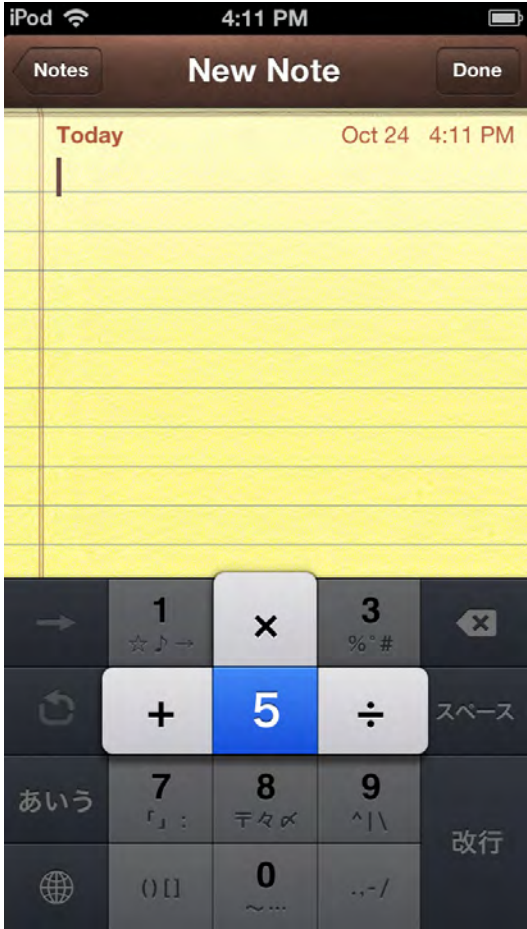 iPod 4:11 PM
Notes New Note Done
Today Oct 24 4:11 PM
→ 1 × 3
☆♪→ %°#
+ 5 ÷ スペース
あいう 7 8 9
「」: 〒々〆 ^|\
改行
()[] 0 .,-/
~…